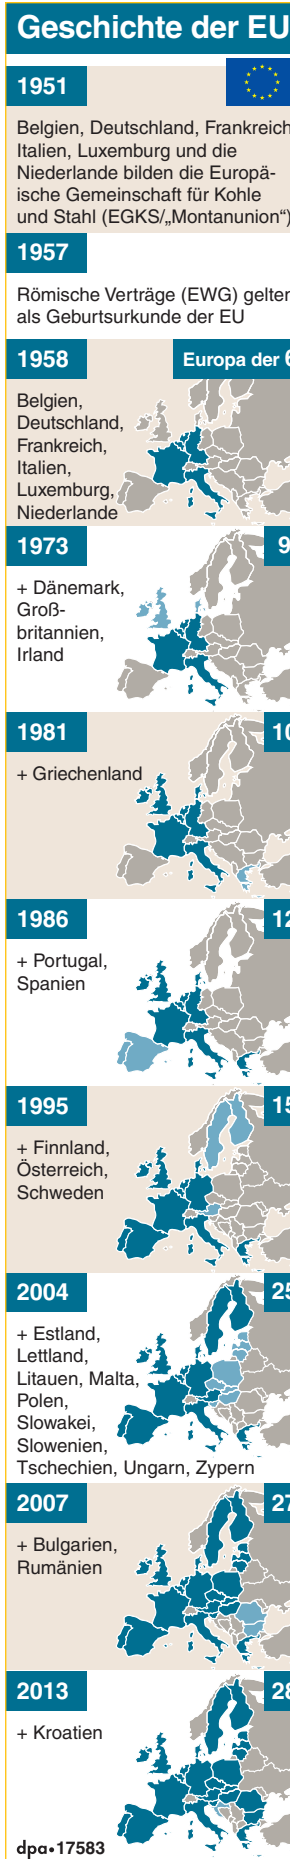 Geschichte der EU
1951
Belgien, Deutschland, Frankreich
Italien, Luxemburg und die
Niederlande bilden die Europä-
ische Gemeinschaft für Kohle
und Stahl (EGKS/„Montanunion“)
1957
Römische Verträge (EWG) gelten
als Geburtsurkunde der EU
1958
Europa der 6
Belgien,
Deutschland,
Frankreich,
Italien,
Luxemburg,
Niederlande
1973
9
+ Dänemark,
Groß-
britannien,
Irland
1981
10
+ Griechenland
1986
12
+ Portugal,
Spanien
1995
15
+ Finnland,
Österreich,
Schweden
2004
25
+ Estland,
Lettland,
Litauen, Malta,
Polen,
Slowakei,
Slowenien,
Tschechien, Ungarn, Zypern
2007
27
+ Bulgarien,
Rumänien
2013
28
+ Kroatien
dpa•17583